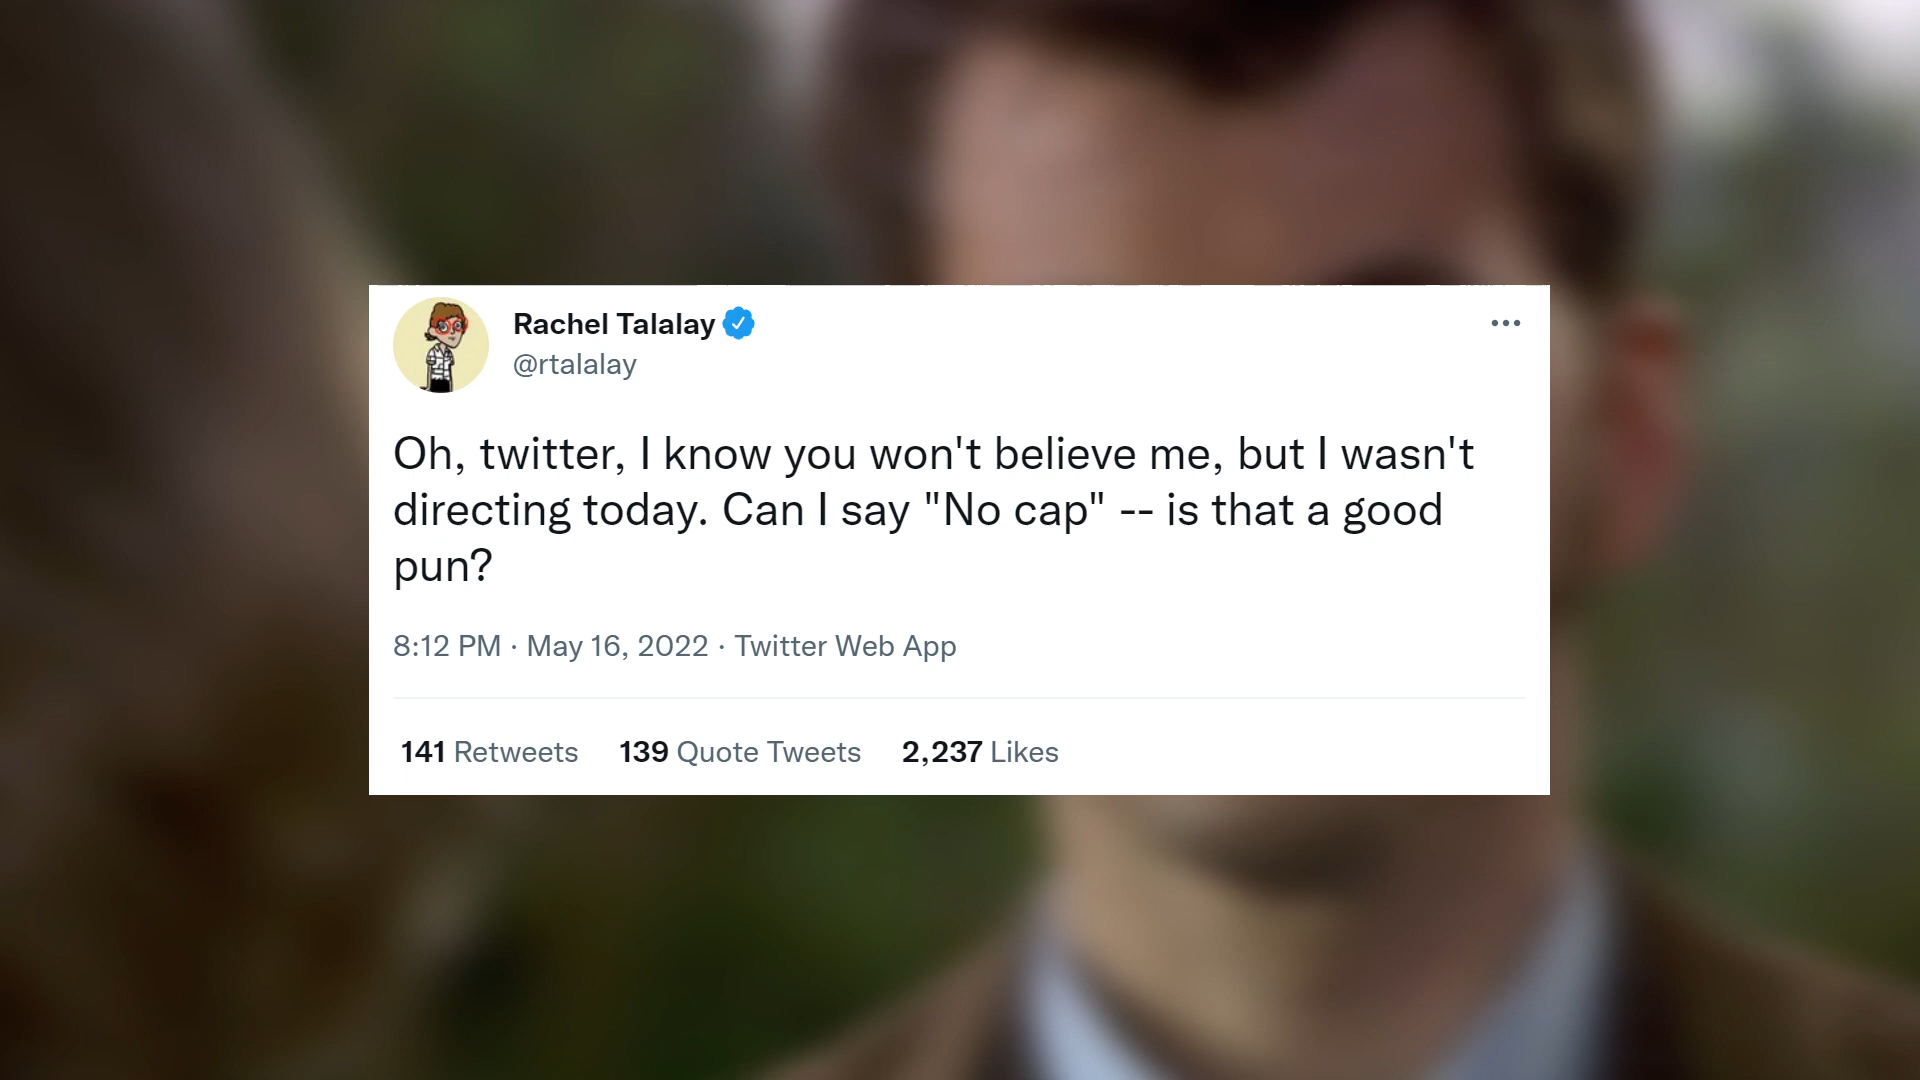 Rachel Talalay
@rtalalay
Oh, twitter, I know you won't believe me, but I wasn't
directing today. Can I say "No cap" -- is that a good
pun?
8:12 PM · May 16, 2022 · Twitter Web App
141 Retweets 139 Quote Tweets 2,237 Likes